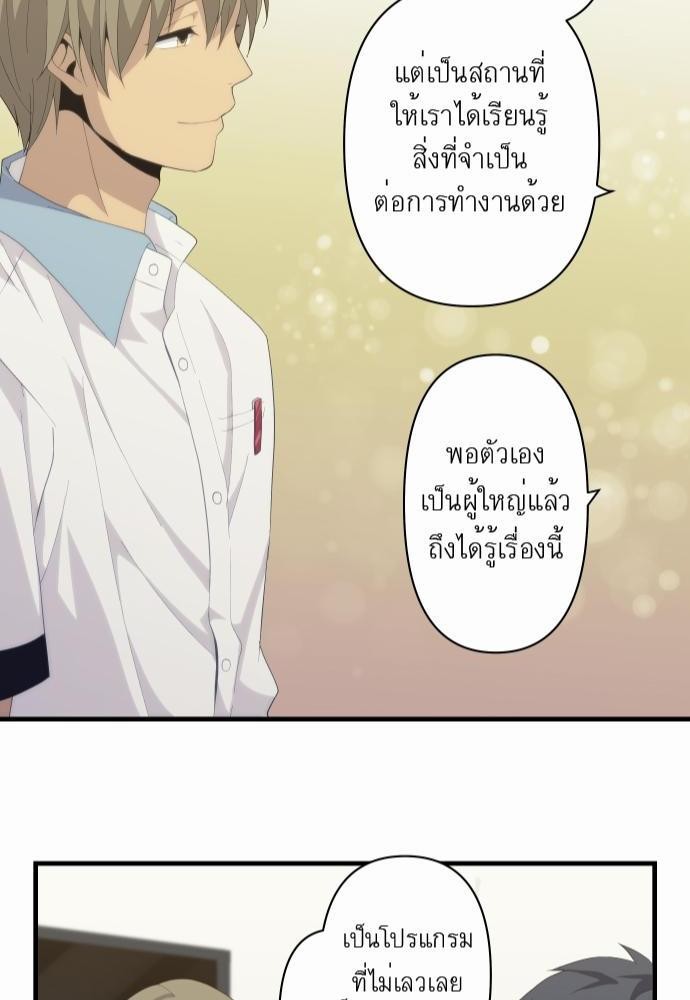 แต่เป็นสถานที่
ให้เราได้เรียนรู้
สิ่งที่จำเป็น
ต่อการทำงานด้วย
พอตัวเอง
เป็นผู้ใหญ่แล้ว
ถึงได้รู้เรื่องนี้
เป็นโปรแกรม
ที่ไม่เลวเลย